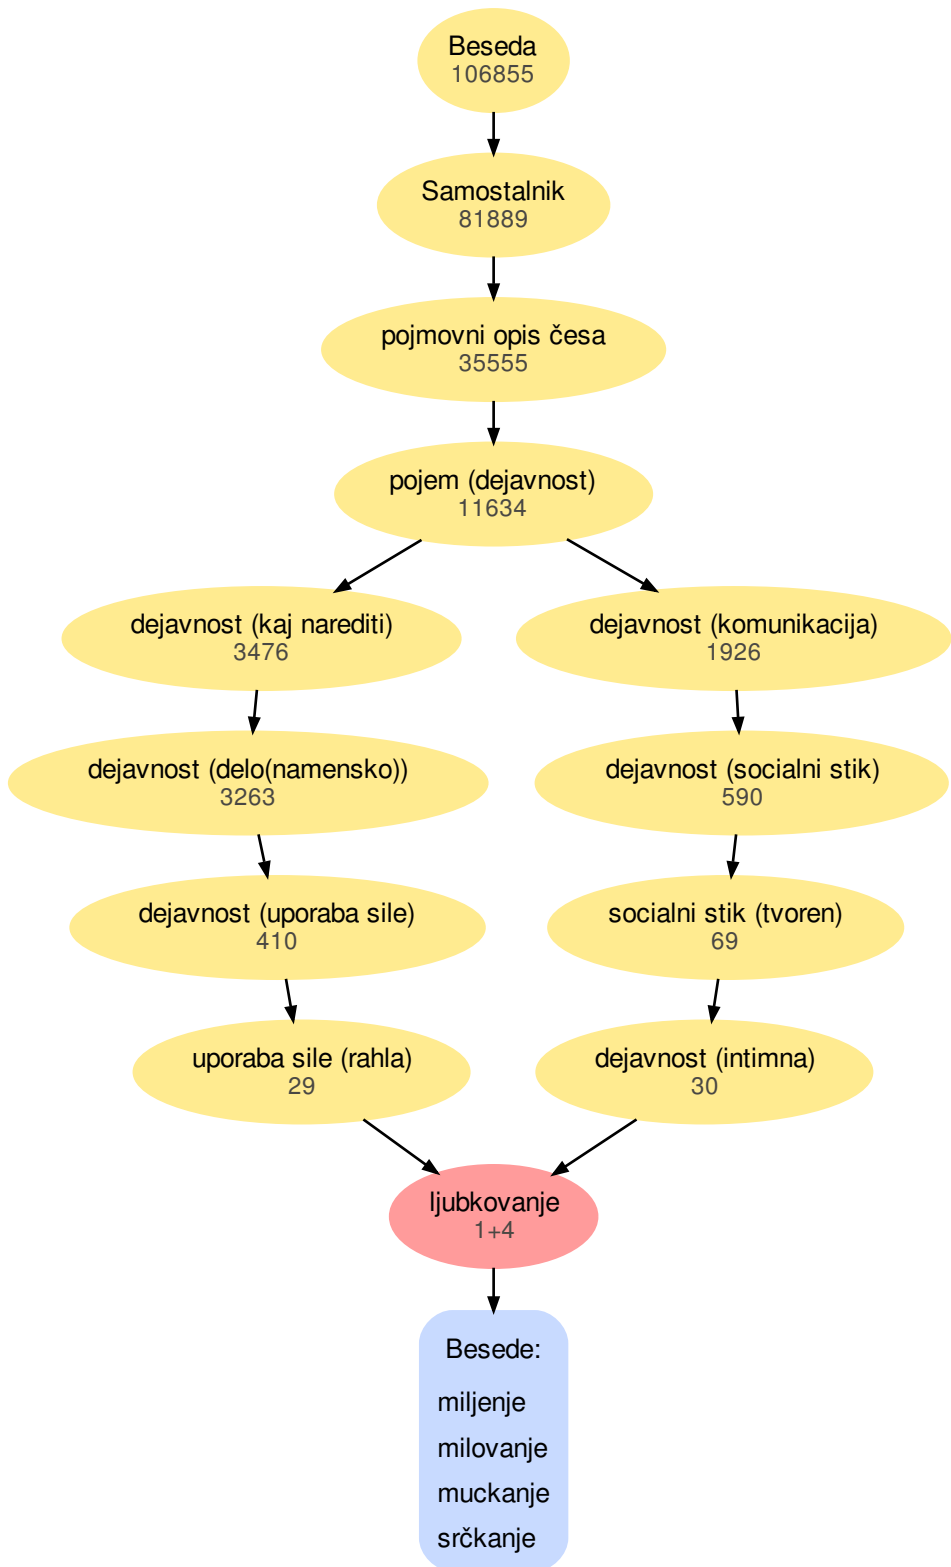 Beseda
106855
Samostalnik
81889
pojmovni opis česa
35555
pojem (dejavnost)
11634
dejavnost (kaj narediti)
3476
dejavnost (komunikacija)
1926
dejavnost (delo(namensko))
3263
dejavnost (socialni stik)
590
dejavnost (uporaba sile)
410
socialni stik (tvoren)
69
uporaba sile (rahla)
29
dejavnost (intimna)
30
ljubkovanje
1+4
Besede:
miljenje
milovanje
muckanje
srčkanje